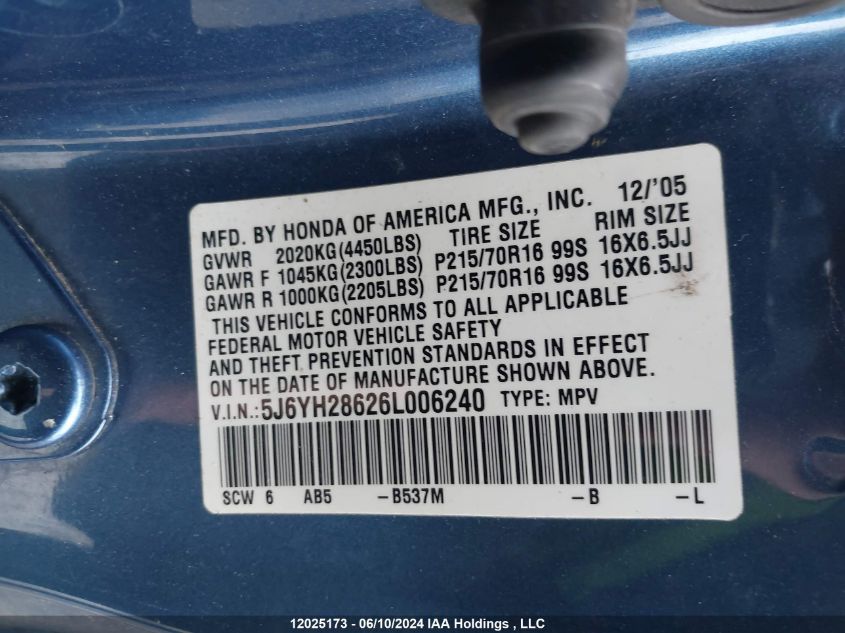 MFD. BY HONDA OF AMERICA MFG., INC. 12/'05
GVWR 2020KG(4450LBS) TIRE SIZE RIM SIZE
GAWR F 1045KG(2300LBS) P215/70R16 99S 16X6.5JJ
GAWR R 1000KG(2205LBS) P215/70R16 99S 16X6.5JJ
THIS VEHICLE CONFORMS TO ALL APPLICABLE
FEDERAL MOTOR VEHICLE SAFETY
AND THEFT PREVENTION STANDARDS IN EFFECT
ON THE DATE OF MANUFACTURE SHOWN ABOVE.
V.I.N.:5J6YH28626L006240 TYPE: MPV
SCW 6 AB5 -B537M -B -L
12025173 - 06/10/2024 IAA Holdings , LLC